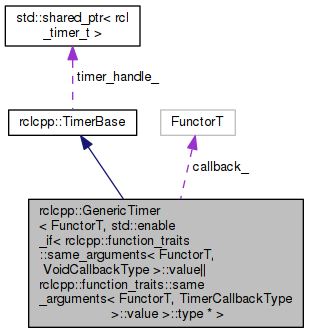 std::shared_ptr< rcl
_timer_t >
timer_handle_
rclcpp::TimerBase
FunctorT
callback_
rclcpp::GenericTimer
< FunctorT, std::enable
_if< rclcpp::function_traits
::same_arguments< FunctorT,
VoidCallbackType >::value||
rclcpp::function_traits::same
_arguments< FunctorT, TimerCallbackType
>::value >::type * >